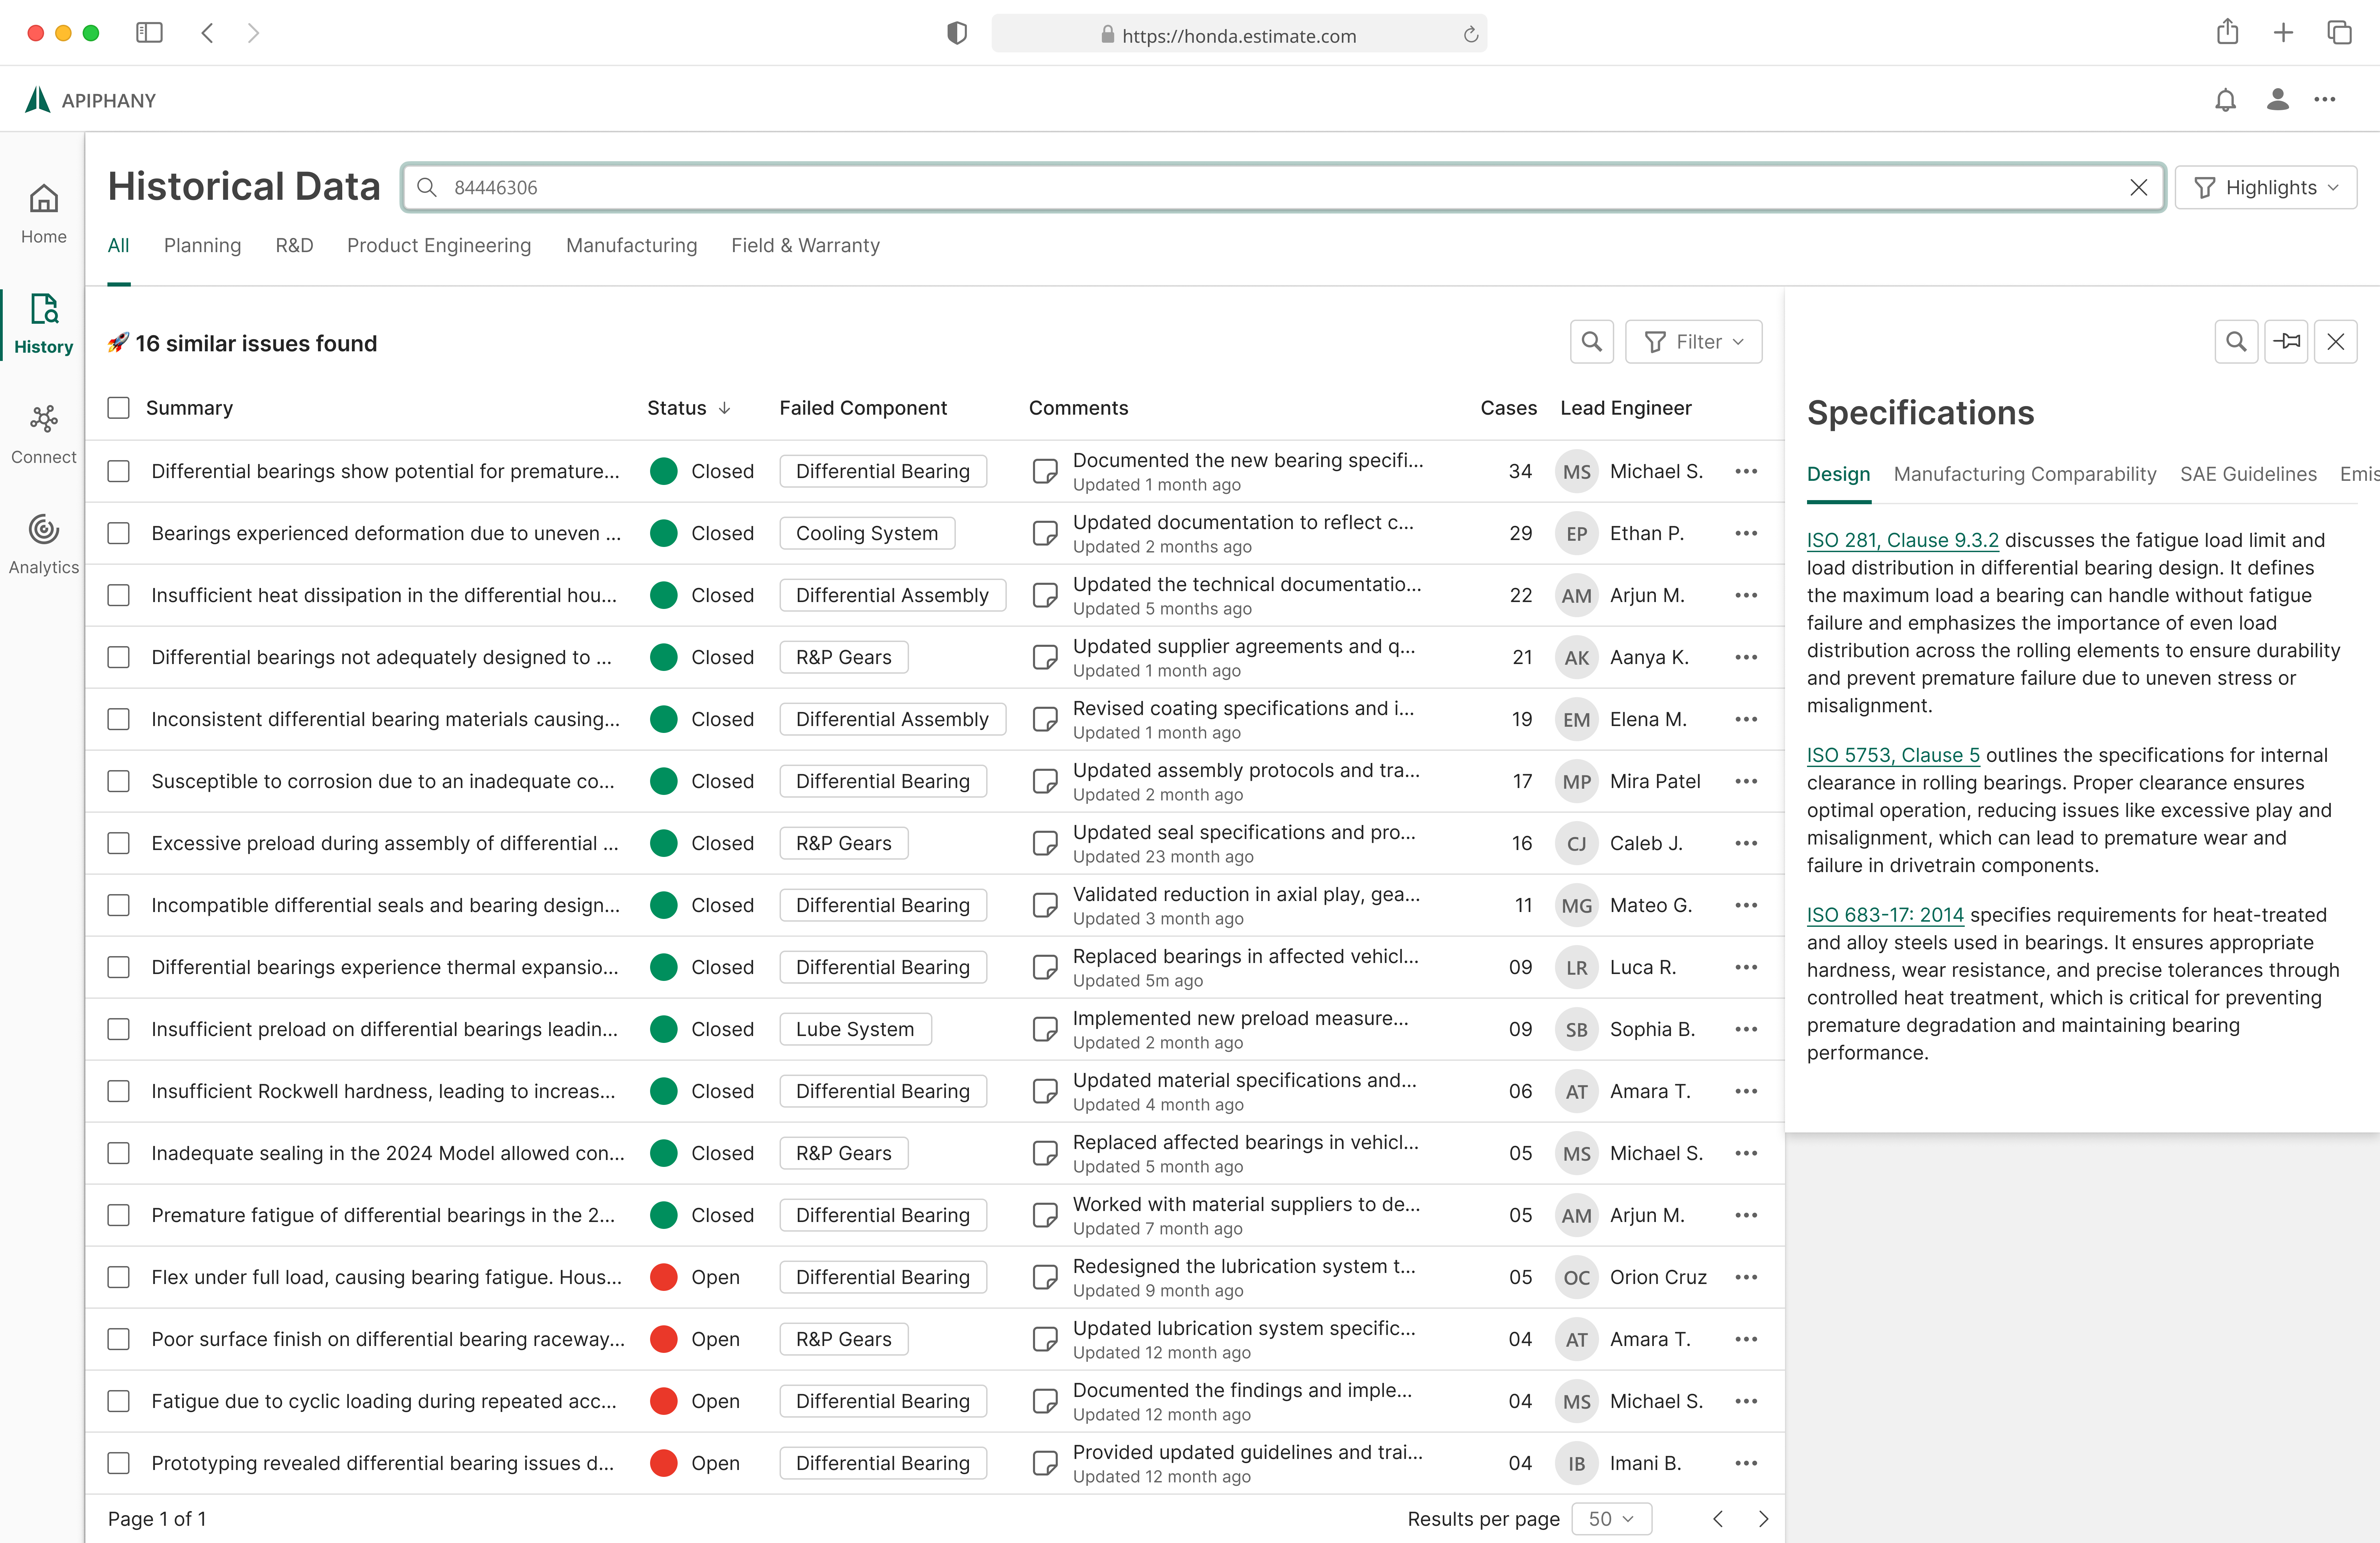 https://honda.estimate.com
APIPHANY
Home
History
Connect
Analytics
Historical Data
84446306
Highlights
All Planning R&D Product Engineering Manufacturing Field & Warranty
16 similar issues found
Filter
Summary Status Failed Component Comments Cases Lead Engineer
Differential bearings show potential for premature... Closed Differential Bearing Documented the new bearing specifi... 34 MS Michael S.
Updated 1 month ago
Bearings experienced deformation due to uneven ... Closed Cooling System Updated documentation to reflect c... 29 EP Ethan P.
Updated 2 months ago
Insufficient heat dissipation in the differential hou... Closed Differential Assembly Updated the technical documentatio... 22 AM Arjun M.
Updated 5 months ago
Differential bearings not adequately designed to ... Closed R&P Gears Updated supplier agreements and q... 21 AK Aanya K.
Updated 1 month ago
Inconsistent differential bearing materials causing... Closed Differential Assembly Revised coating specifications and i... 19 EM Elena M.
Updated 1 month ago
Susceptible to corrosion due to an inadequate co... Closed Differential Bearing Updated assembly protocols and tra... 17 MP Mira Patel
Updated 2 month ago
Excessive preload during assembly of differential ... Closed R&P Gears Updated seal specifications and pro... 16 CJ Caleb J.
Updated 23 month ago
Incompatible differential seals and bearing design... Closed Differential Bearing Validated reduction in axial play, gea... 11 MG Mateo G.
Updated 3 month ago
Differential bearings experience thermal expansio... Closed Differential Bearing Replaced bearings in affected vehicl... 09 LR Luca R.
Updated 5m ago
Insufficient preload on differential bearings leadin... Closed Lube System Implemented new preload measure... 09 SB Sophia B.
Updated 2 month ago
Insufficient Rockwell hardness, leading to increas... Closed Differential Bearing Updated material specifications and... 06 AT Amara T.
Updated 4 month ago
Inadequate sealing in the 2024 Model allowed con... Closed R&P Gears Replaced affected bearings in vehicl... 05 MS Michael S.
Updated 5 month ago
Premature fatigue of differential bearings in the 2... Closed Differential Bearing Worked with material suppliers to de... 05 AM Arjun M.
Updated 7 month ago
Flex under full load, causing bearing fatigue. Hous... Open Differential Bearing Redesigned the lubrication system t... 05 OC Orion Cruz
Updated 9 month ago
Poor surface finish on differential bearing raceway... Open R&P Gears Updated lubrication system specific... 04 AT Amara T.
Updated 12 month ago
Fatigue due to cyclic loading during repeated acc... Open Differential Bearing Documented the findings and imple... 04 MS Michael S.
Updated 12 month ago
Prototyping revealed differential bearing issues d... Open Differential Bearing Provided updated guidelines and trai... 04 IB Imani B.
Updated 12 month ago
Page 1 of 1 Results per page 50
Specifications
Design Manufacturing Comparability SAE Guidelines Emis
ISO 281, Clause 9.3.2 discusses the fatigue load limit and
load distribution in differential bearing design. It defines
the maximum load a bearing can handle without fatigue
failure and emphasizes the importance of even load
distribution across the rolling elements to ensure durability
and prevent premature failure due to uneven stress or
misalignment.
ISO 5753, Clause 5 outlines the specifications for internal
clearance in rolling bearings. Proper clearance ensures
optimal operation, reducing issues like excessive play and
misalignment, which can lead to premature wear and
failure in drivetrain components.
ISO 683-17: 2014 specifies requirements for heat-treated
and alloy steels used in bearings. It ensures appropriate
hardness, wear resistance, and precise tolerances through
controlled heat treatment, which is critical for preventing
premature degradation and maintaining bearing
performance.